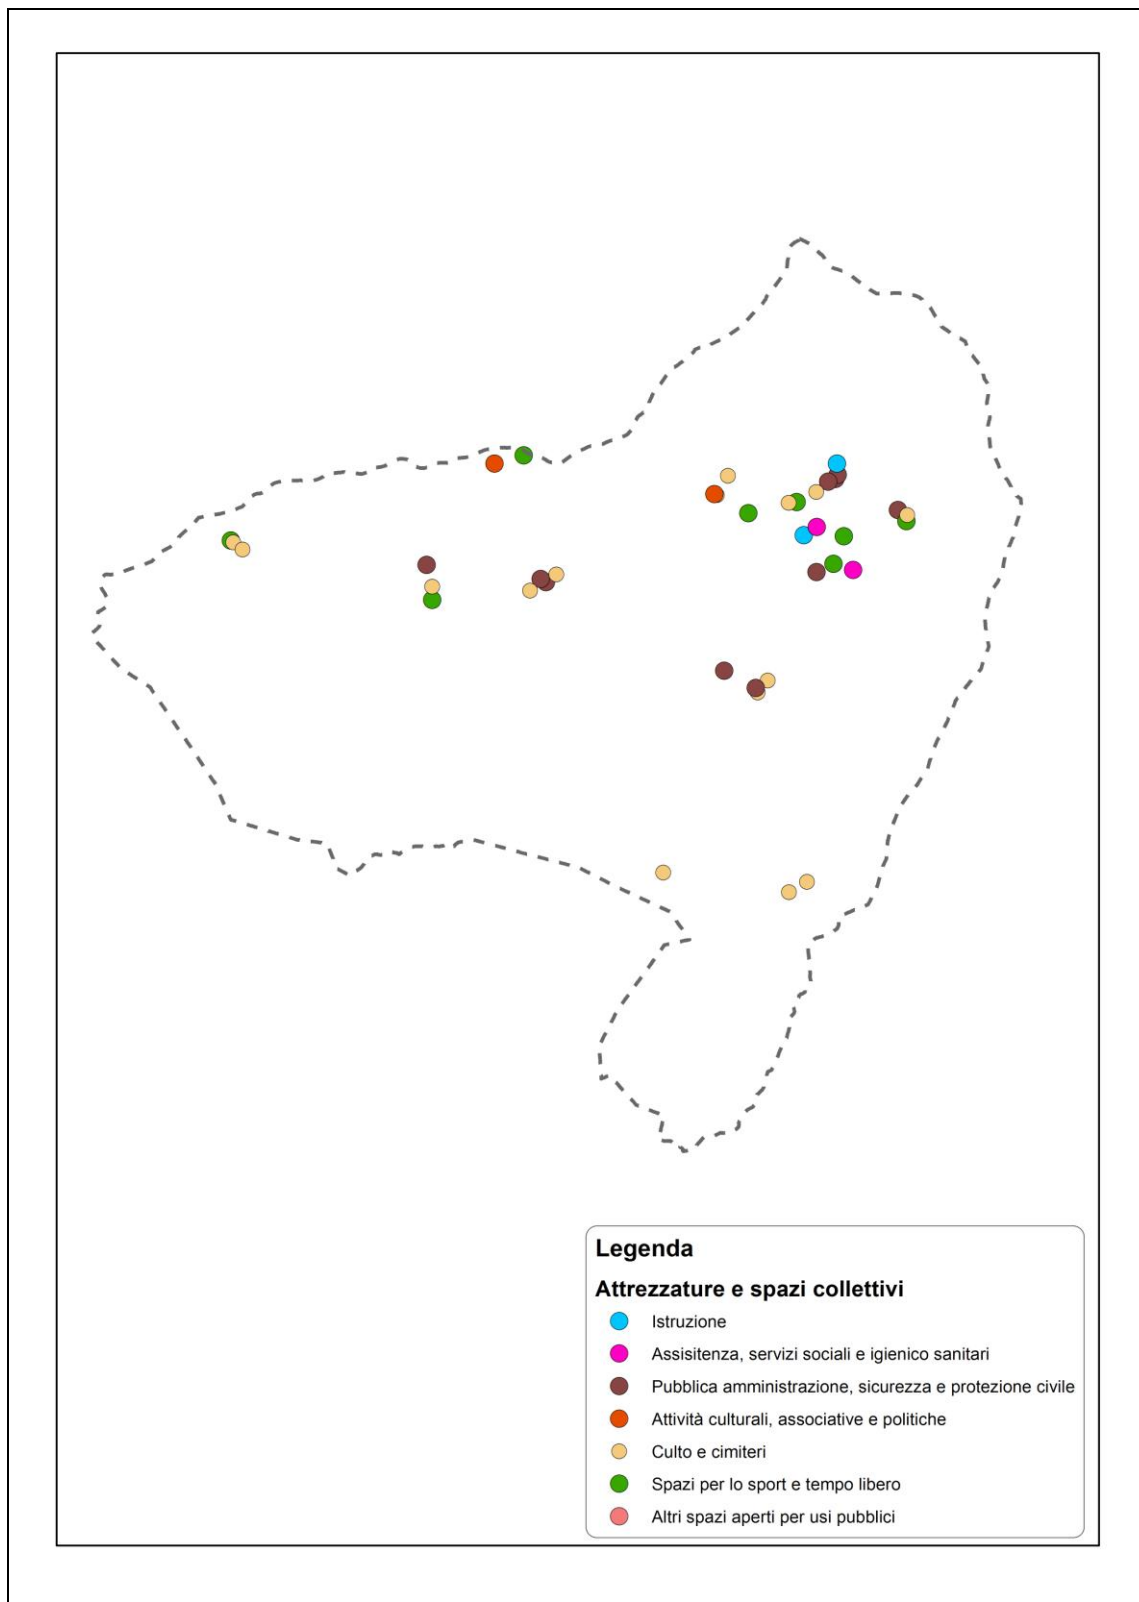 Legenda
Attrezzature e spazi collettivi
Istruzione
Assisitenza, servizi sociali e igienico sanitari
Pubblica amministrazione, sicurezza e protezione civile
Attività culturali, associative e politiche
Culto e cimiteri
Spazi per lo sport e tempo libero
Altri spazi aperti per usi pubblici